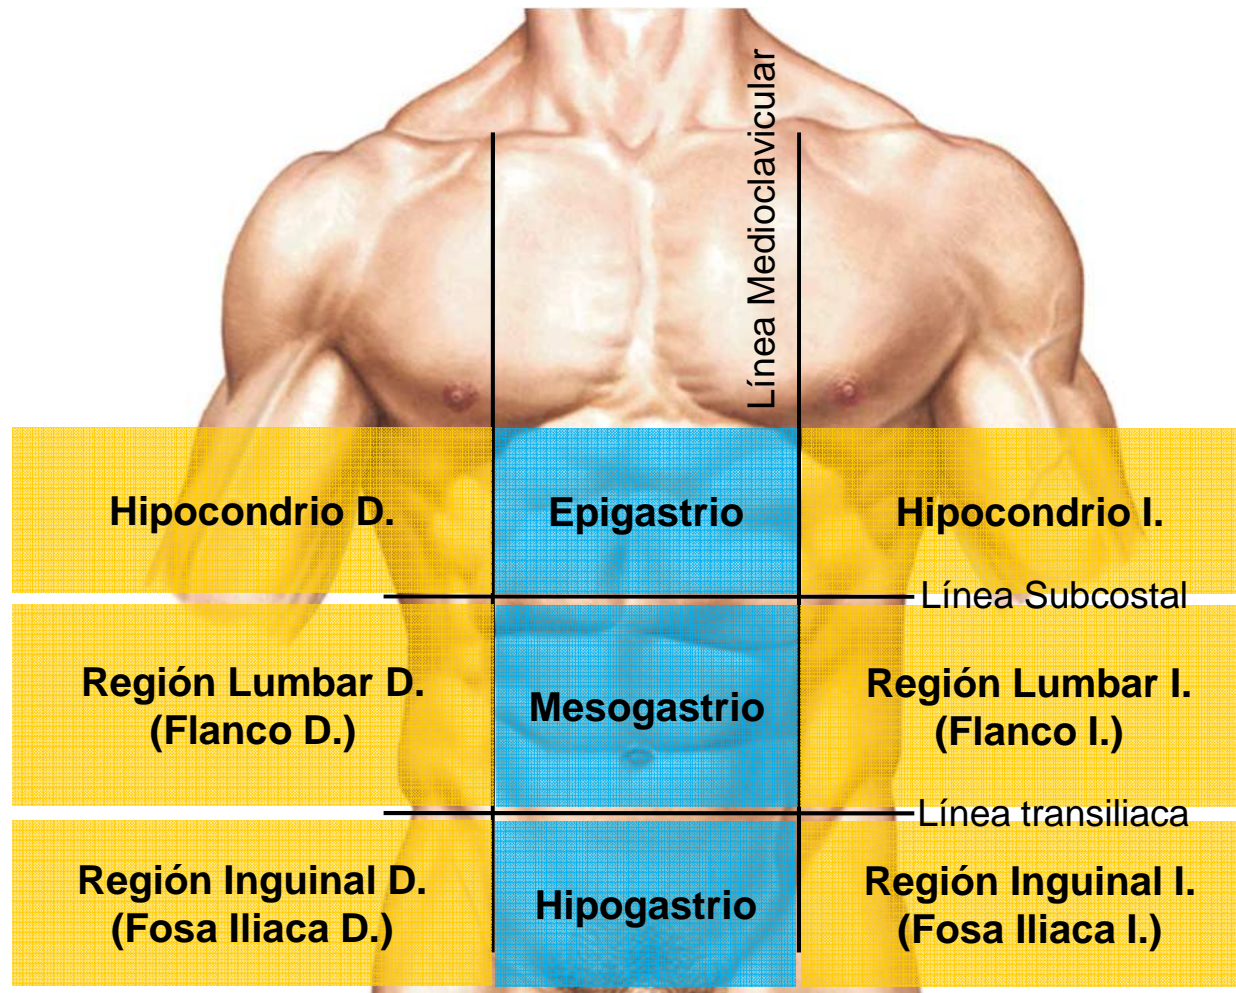 Línea Medioclavicular
Hipocondrio D.
Epigastrio
Hipocondrio I.
Línea Subcostal
Región Lumbar D.
(Flanco D.)
Mesogastrio
Región Lumbar I.
(Flanco I.)
Línea transiliaca
Región Inguinal D.
(Fosa Iliaca D.)
Hipogastrio
Región Inguinal I.
(Fosa Iliaca I.)